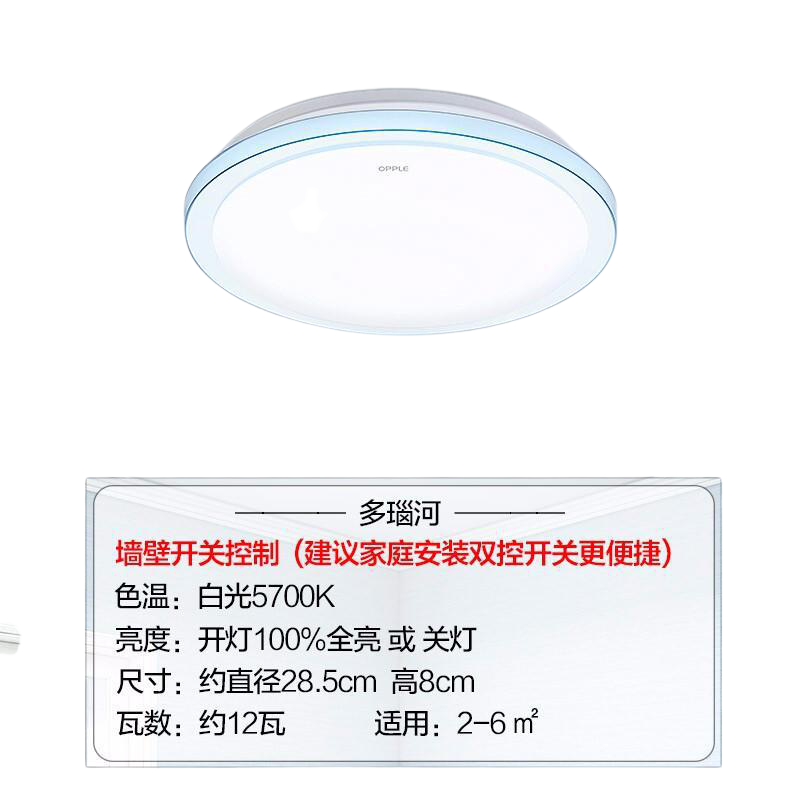 OPPLE
多瑙河
墙壁开关控制（建议家庭安装双控开关更便捷）
色温：白光5700K
亮度：开灯100%全亮 或 关灯
尺寸：约直径28.5cm 高8cm
瓦数：约12瓦 适用：2-6㎡